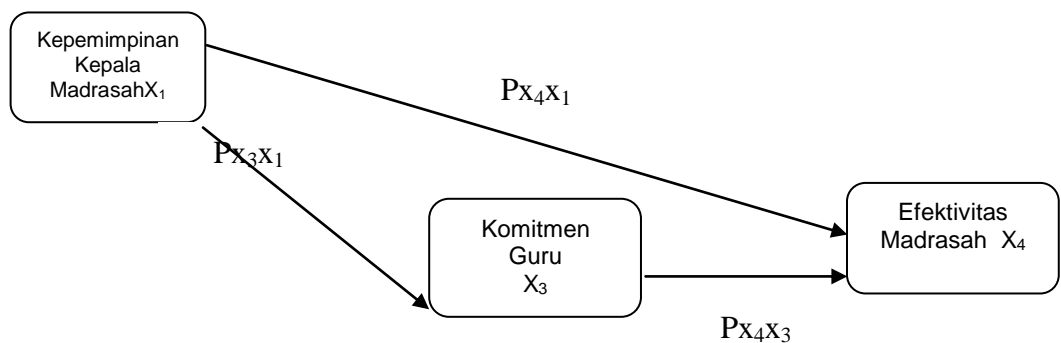 Kepemimpinan
Kepala
MadrasahX₁
Px₄x₁
Px₃x₁
Komitmen
Guru
X₃
Efektivitas
Madrasah X₄
Px₄x₃